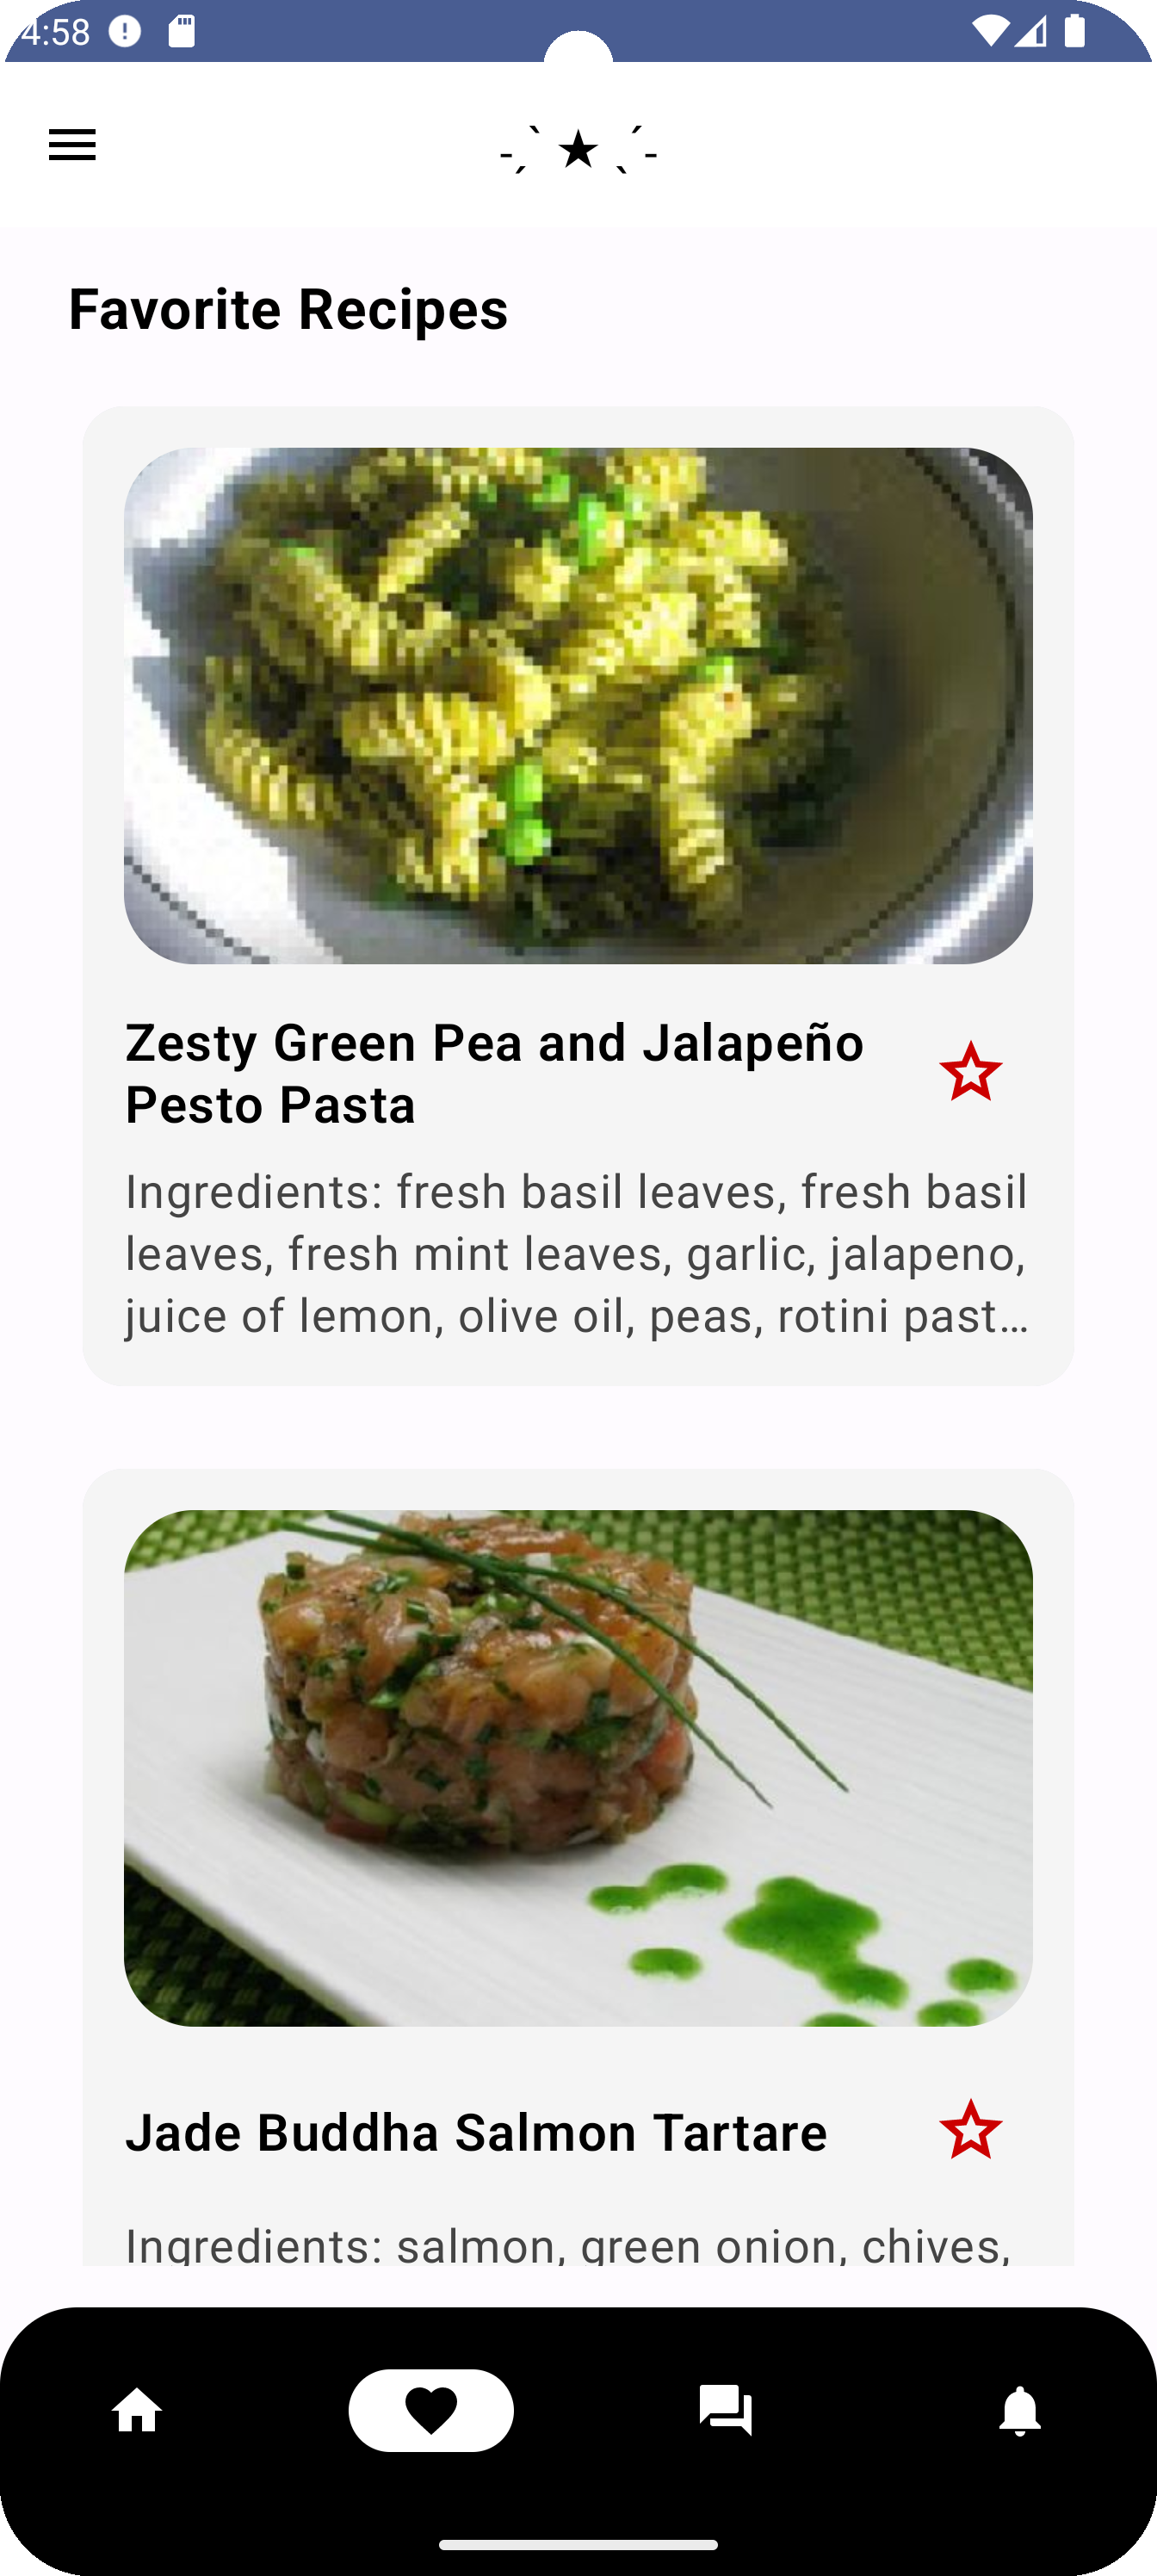 4:58
-ˏˋ ★ ˎˊ-
Favorite Recipes
Zesty Green Pea and Jalapeño
Pesto Pasta
Ingredients: fresh basil leaves, fresh basil
leaves, fresh mint leaves, garlic, jalapeno,
juice of lemon, olive oil, peas, rotini past…
Jade Buddha Salmon Tartare
Ingredients: salmon, green onion, chives,